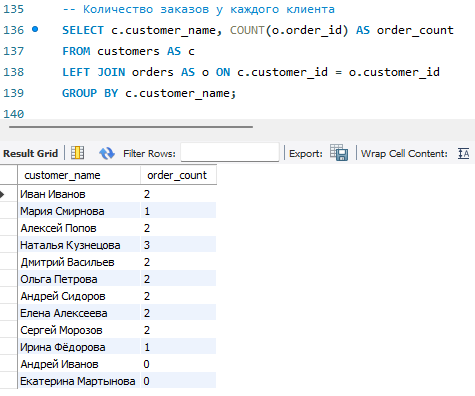 135 -- Количество заказов у каждого клиента
136 SELECT c.customer_name, COUNT(o.order_id) AS order_count
137 FROM customers AS c
138 LEFT JOIN orders AS o ON c.customer_id = o.customer_id
139 GROUP BY c.customer_name;
140
Result Grid Filter Rows: Export: Wrap Cell Content:
customer_name order_count
Иван Иванов 2
Мария Смирнова 1
Алексей Попов 2
Наталья Кузнецова 3
Дмитрий Васильев 2
Ольга Петрова 2
Андрей Сидоров 2
Елена Алексеева 2
Сергей Морозов 2
Ирина Фёдорова 1
Андрей Иванов 0
Екатерина Мартынова 0